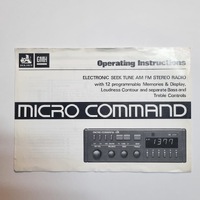 GMH
Operating Instructions
ELECTRONIC SEEK TUNE AM FM STEREO RADIO
with 12 programmable Memories & Display,
Loudness Contour and separate Bass and
Treble Controls
MICRO COMMAND
1377